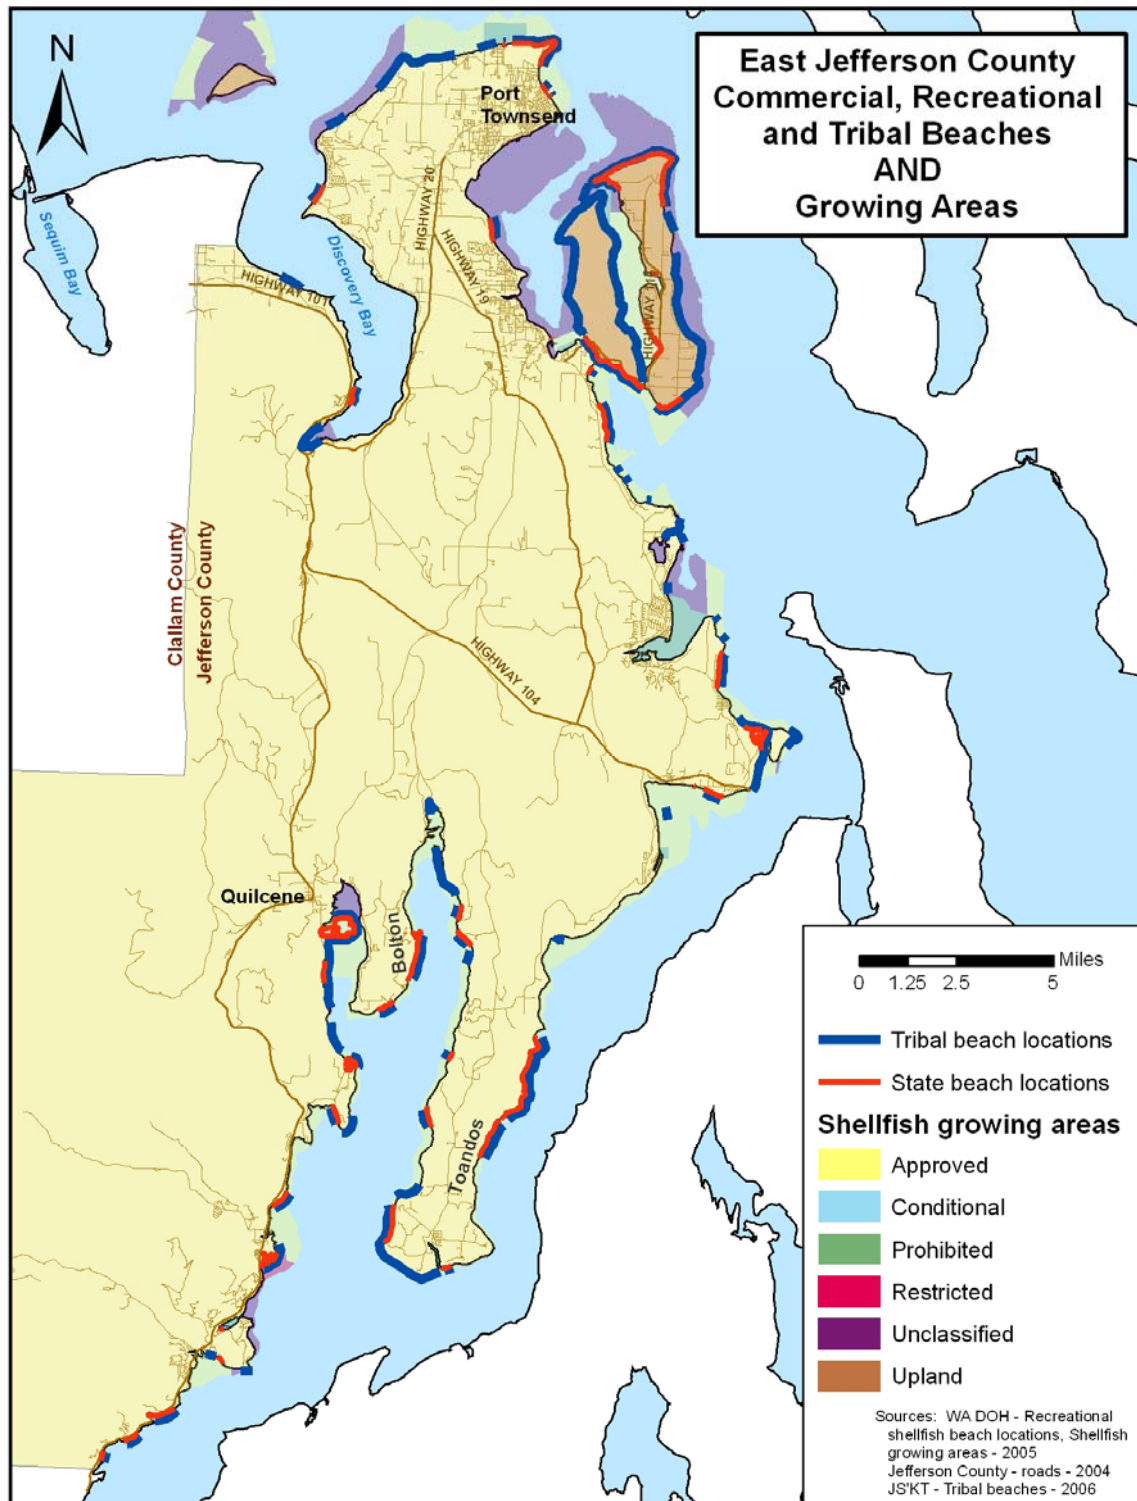 East Jefferson County
Commercial, Recreational
and Tribal Beaches
AND
Growing Areas
N
Port
Townsend
HIGHWAY 20
HIGHWAY 19
Sequim Bay
Discovery Bay
HIGHWAY 101
HIGHWAY
Clallam County
Jefferson County
HIGHWAY 104
Quilcene
Bolton
Toandos
Miles
0 1.25 2.5 5
Tribal beach locations
State beach locations
Shellfish growing areas
Approved
Conditional
Prohibited
Restricted
Unclassified
Upland
Sources: WA DOH - Recreational
shellfish beach locations, Shellfish
growing areas - 2005
Jefferson County - roads - 2004
JS'KT - Tribal beaches - 2006